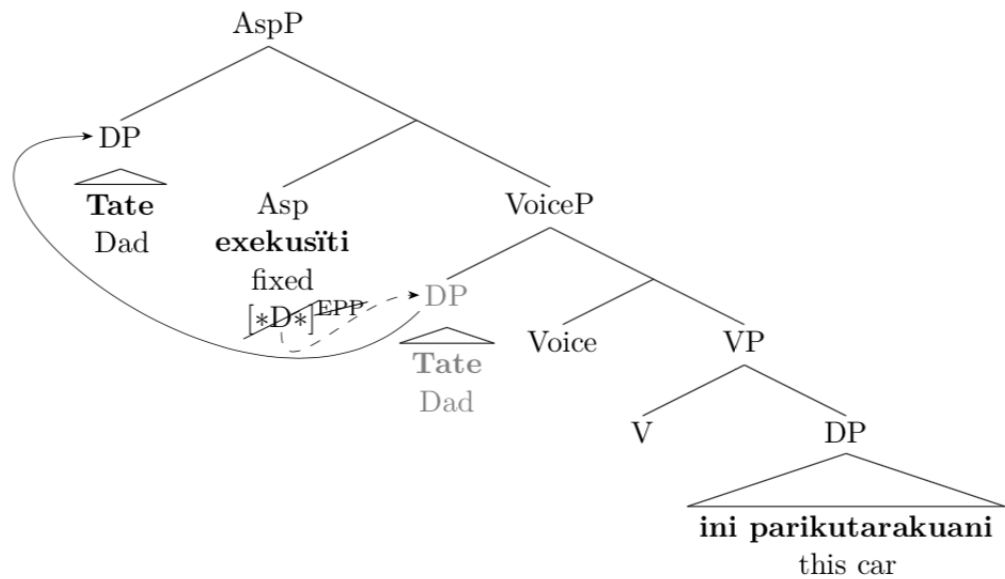 AspP
DP
Tate
Dad
Asp
exekusïti
fixed
[∗D∗]EPP
VoiceP
DP
Tate
Dad
Voice
VP
V
DP
ini parikutarakuani
this car